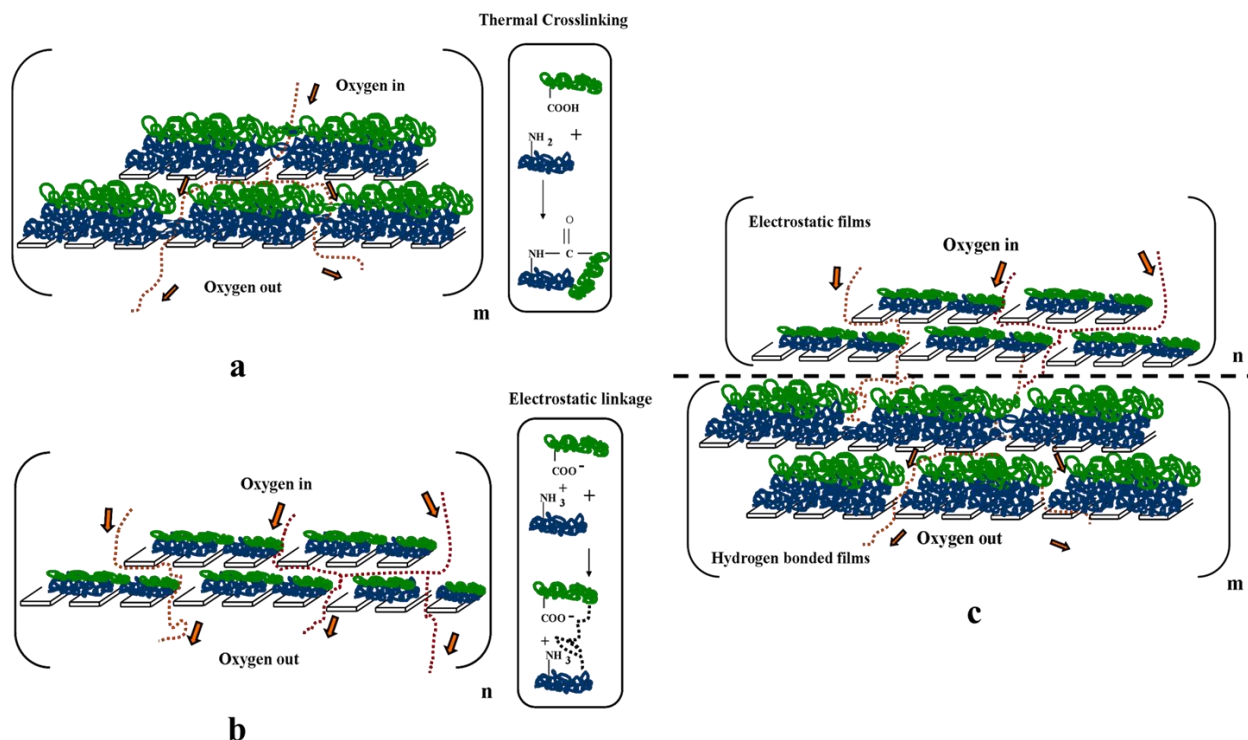 Thermal Crosslinking
Oxygen in
COOH
NH2 +
O
NH — C
Oxygen out
m
a
Electrostatic linkage
COO-
+
NH3 +
Oxygen in
COO-
+
NH3
Oxygen out
n
b
Electrostatic films
Oxygen in
n
Oxygen out
Hydrogen bonded films
m
c